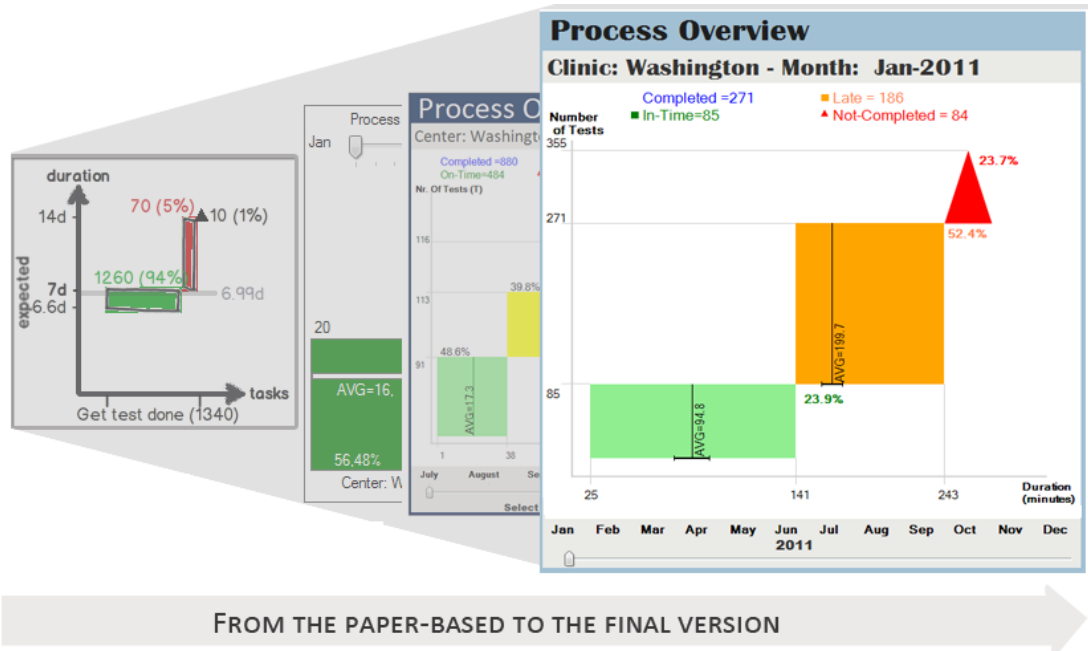 duration
14d
70 (5%)
10 (1%)
1260 (94%)
7d
6.6d
6.99d
expected
tasks
Get test done (1340)
Process
Jan
20
AVG=16,
56,48%
Center: W
Process O
Center: Washingt
Completed =880
On-Time=484
Nr. Of Tests (T)
116
113
91
39.8%
48.6%
AVG=17.3
1
38
July August Se
Select
Process Overview
Clinic: Washington - Month: Jan-2011
Completed =271
Late = 186
In-Time=85
Not-Completed = 84
Number
of Tests
355
271
85
23.7%
52.4%
AVG=199.7
23.9%
AVG=94.8
25
141
243
Duration
(minutes)
Jan Feb Mar Apr May Jun Jul Aug Sep Oct Nov Dec
2011
From the paper-based to the final version